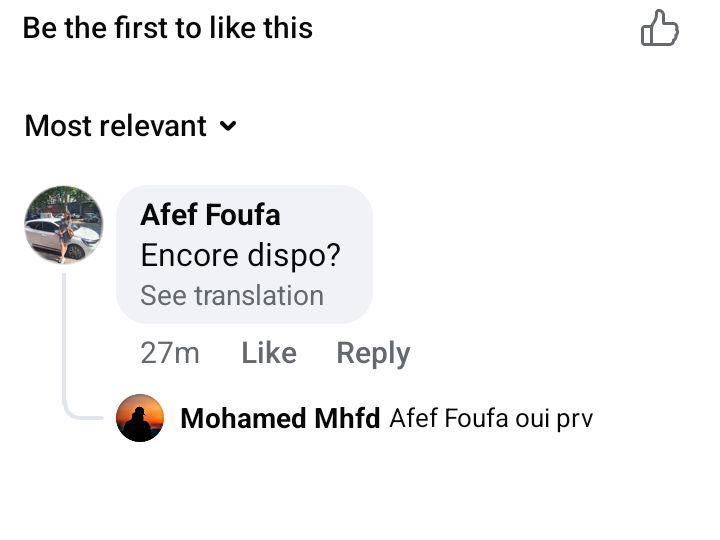 Be the first to like this
Most relevant
Afef Foufa
Encore dispo?
See translation
27m Like Reply
Mohamed Mhfd Afef Foufa oui prv